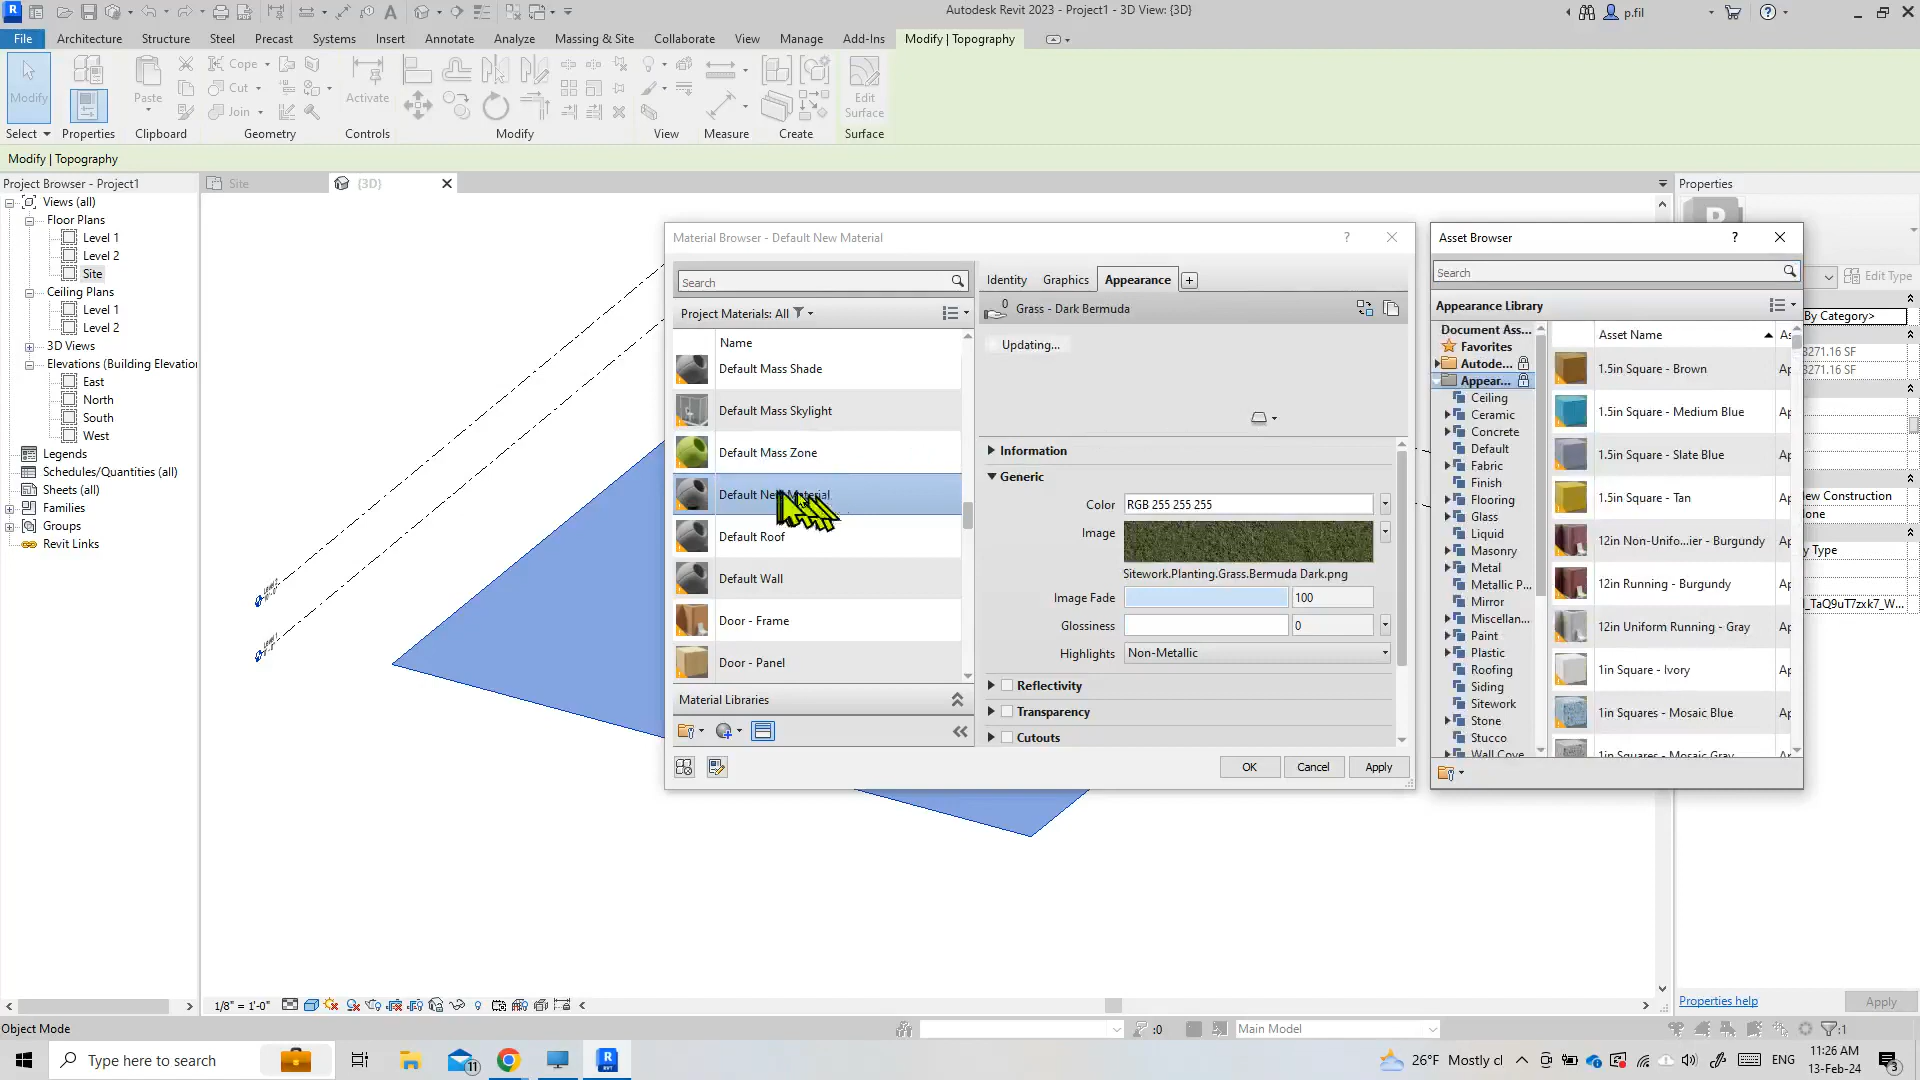 Autodesk Revit 2023 - Project1 - 3D View: {3D}
p.fil
File Architecture Structure Steel Precast Systems Insert Annotate Analyze Massing & Site Collaborate View Manage Add-Ins Modify | Topography
Modify
Paste
Cope
Cut
Join
Activate
Edit
Surface
Select Properties Clipboard Geometry Controls Modify View Measure Create Surface
Modify | Topography
Project Browser - Project1
Site
{3D}
Properties
Views (all)
Floor Plans
Level 1
Level 2
Site
Ceiling Plans
Level 1
Level 2
3D Views
Elevations (Building Elevation
East
North
South
West
Legends
Schedules/Quantities (all)
Sheets (all)
Families
Groups
Revit Links
Material Browser - Default New Material
Search
Project Materials: All
Name
Default Mass Shade
Default Mass Skylight
Default Mass Zone
Default New Material
Default Roof
Default Wall
Door - Frame
Door - Panel
Material Libraries
Identity Graphics Appearance
0
Grass - Dark Bermuda
Updating...
Information
Generic
Color RGB 255 255 255
Image
Sitework.Planting.Grass.Bermuda Dark.png
Image Fade 100
Glossiness 0
Highlights Non-Metallic
Reflectivity
Transparency
Cutouts
OK Cancel Apply
Asset Browser
Search
Appearance Library
Document Ass...
Favorites
Autode...
Appear...
Ceiling
Ceramic
Concrete
Default
Fabric
Finish
Flooring
Glass
Liquid
Masonry
Metal
Metallic P...
Mirror
Miscellan...
Paint
Plastic
Roofing
Siding
Sitework
Stone
Stucco
Wall Cove
Asset Name
1.5in Square - Brown
1.5in Square - Medium Blue
1.5in Square - Slate Blue
1.5in Square - Tan
12in Non-Unifo...ier - Burgundy
12in Running - Burgundy
12in Uniform Running - Gray
1in Square - Ivory
1in Squares - Mosaic Blue
1in Squares - Mosaic Gray
Edit Type
By Category>
3271.16 SF
3271.16 SF
ew Construction
one
y Type
_TaQ9uT7zxk7_W...
Properties help
Apply
1/8" = 1'-0"
Object Mode
:0
Main Model
:1
Type here to search
11
26°F Mostly cl
ENG
11:26 AM
13-Feb-24
3